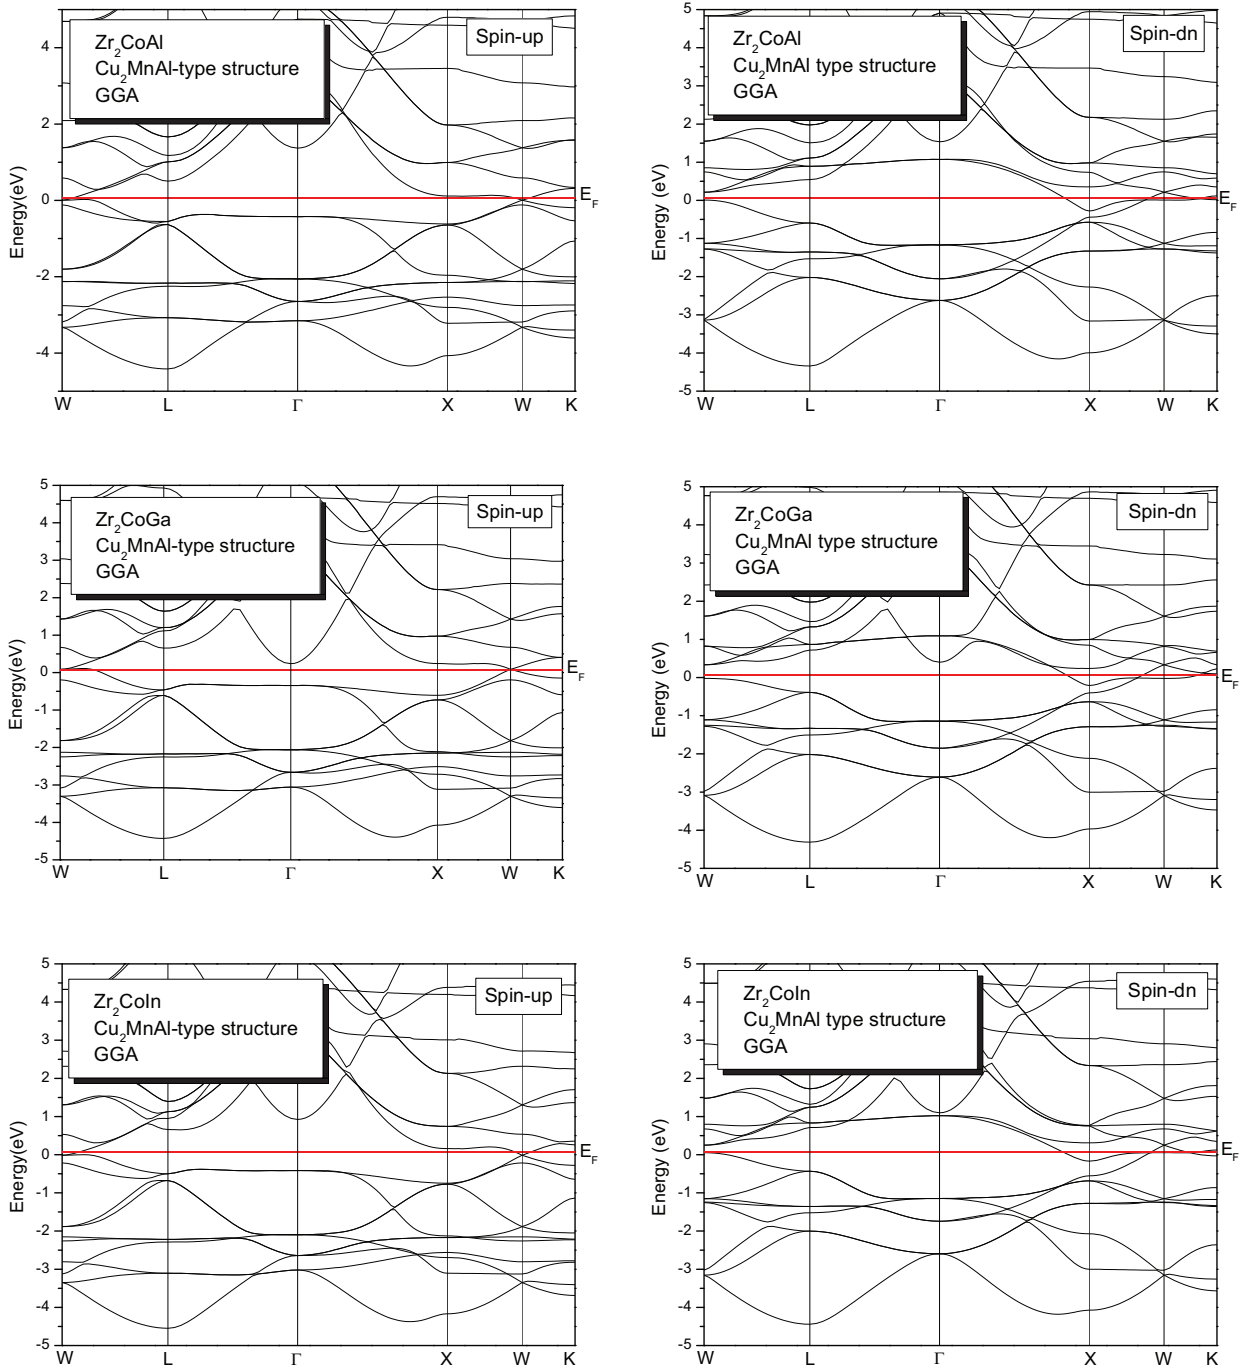 Zr2CoAl
Cu2MnAl-type structure
GGA
Spin-up
Energy(eV)
4
2
0
-2
-4
EF
W L Γ X W K
Zr2CoAl
Cu2MnAl type structure
GGA
Spin-dn
Energy (eV)
5
4
3
2
1
0
-1
-2
-3
-4
-5
EF
W L Γ X W K
Zr2CoGa
Cu2MnAl-type structure
GGA
Spin-up
Energy(eV)
5
4
3
2
1
0
-1
-2
-3
-4
-5
EF
W L Γ X W K
Zr2CoGa
Cu2MnAl type structure
GGA
Spin-dn
Energy (eV)
5
4
3
2
1
0
-1
-2
-3
-4
-5
EF
W L Γ X W K
Zr2CoIn
Cu2MnAl-type structure
GGA
Spin-up
Energy(eV)
5
4
3
2
1
0
-1
-2
-3
-4
-5
EF
W L Γ X W K
Zr2CoIn
Cu2MnAl type structure
GGA
Spin-dn
Energy (eV)
5
4
3
2
1
0
-1
-2
-3
-4
-5
EF
W L Γ X W K